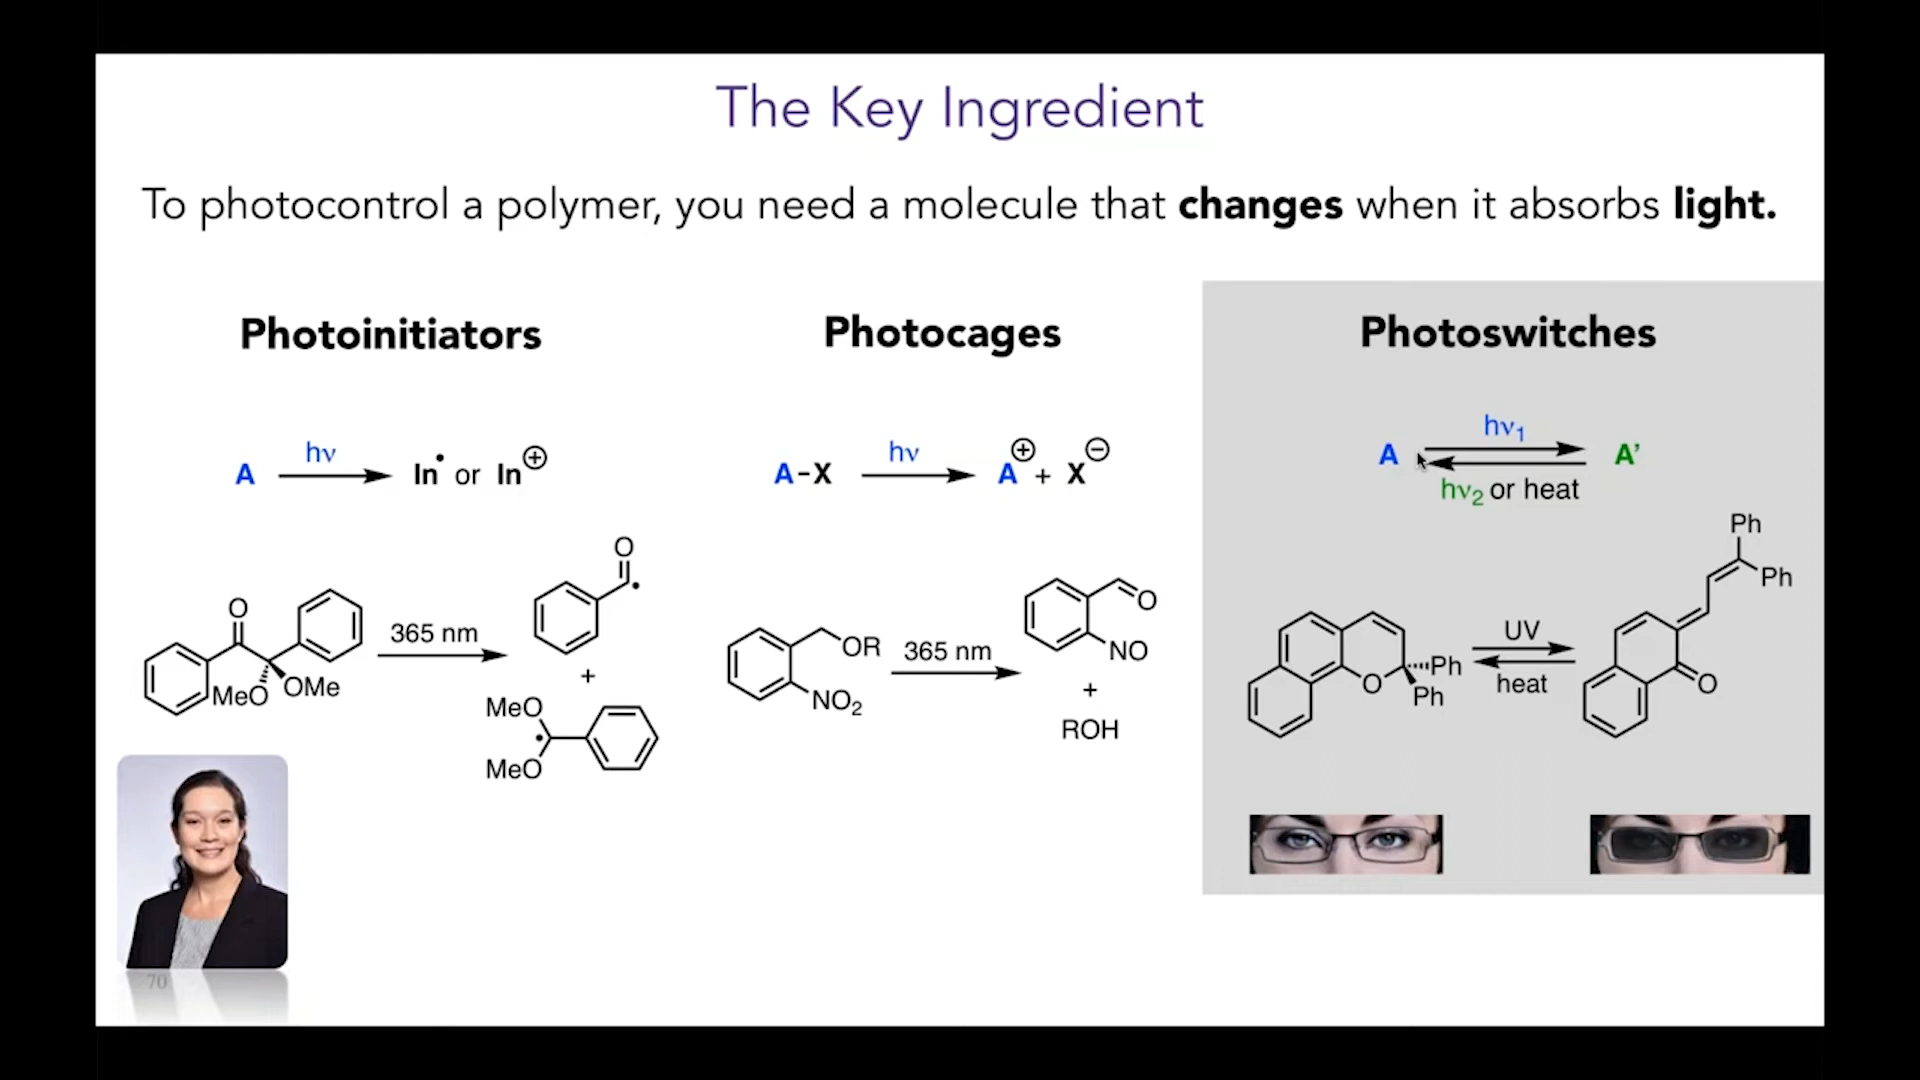 The Key Ingredient
To photocontrol a polymer, you need a molecule that changes when it absorbs light.
Photoinitiators
hν
A In• or In⊕
O
MeO OMe
365 nm
O
•
+
MeO
•
MeO
Photocages
hν
A-X A⊕ + X⊖
OR
NO2
365 nm
O
NO
+
ROH
Photoswitches
hν1
A A’
hν2 or heat
O Ph
Ph
UV
heat
Ph
Ph
O
70